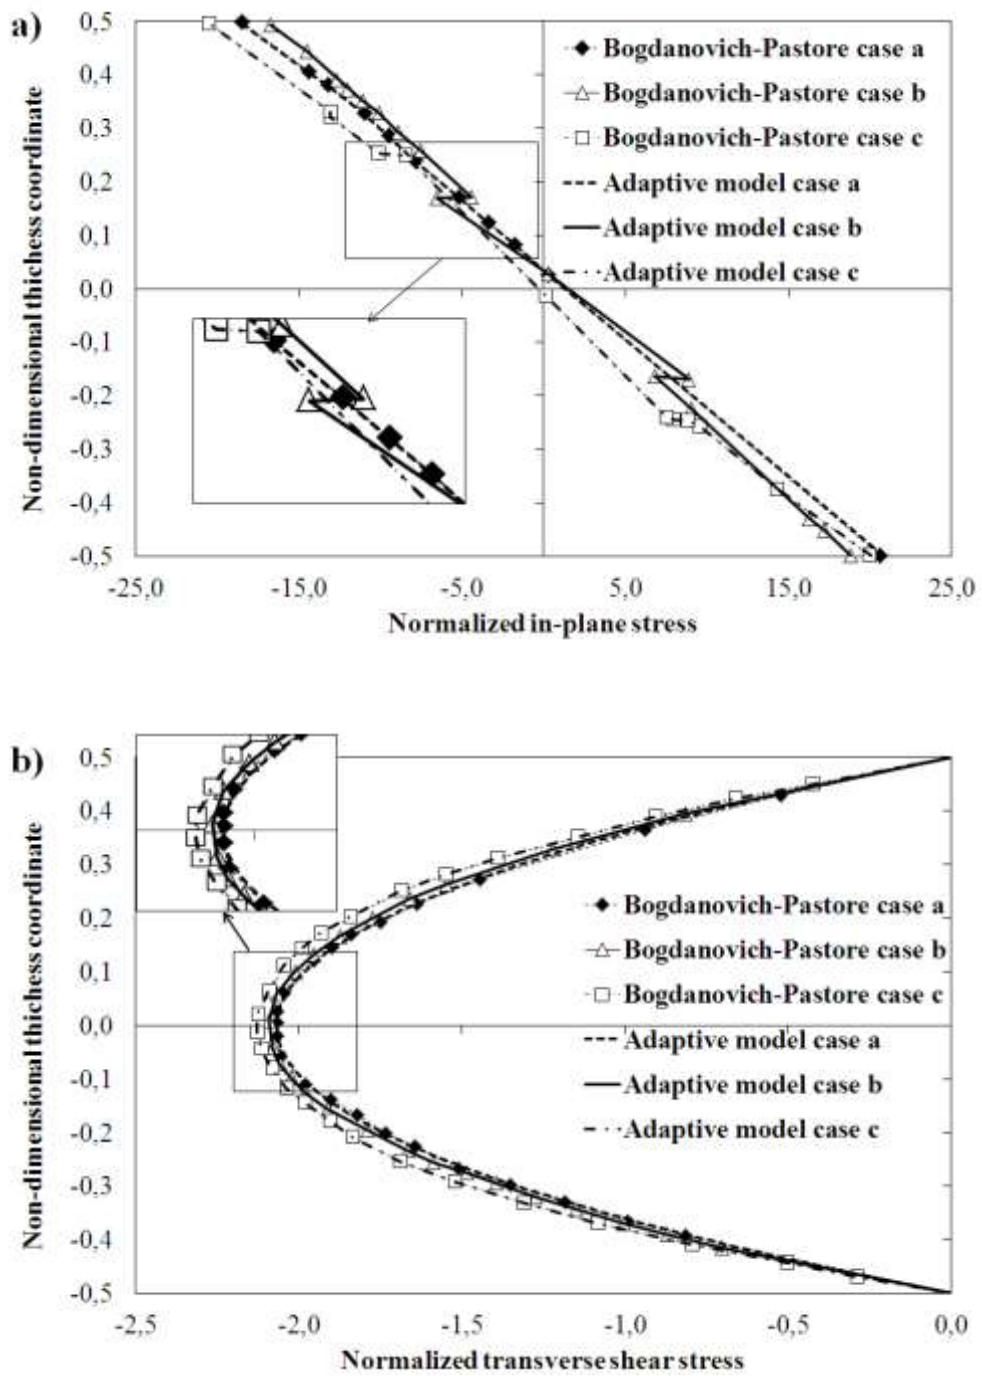 a)
Non-dimensional thichess coordinate
0,5
0,4
0,3
0,2
0,1
0,0
-0,1
-0,2
-0,3
-0,4
-0,5
Bogdanovich-Pastore case a
Bogdanovich-Pastore case b
Bogdanovich-Pastore case c
Adaptive model case a
Adaptive model case b
Adaptive model case c
-25,0 -15,0 -5,0 5,0 15,0 25,0
Normalized in-plane stress
b)
Non-dimensional thichess coordinate
0,5
0,4
0,3
0,2
0,1
0,0
-0,1
-0,2
-0,3
-0,4
-0,5
Bogdanovich-Pastore case a
Bogdanovich-Pastore case b
Bogdanovich-Pastore case c
Adaptive model case a
Adaptive model case b
Adaptive model case c
-2,5 -2,0 -1,5 -1,0 -0,5 0,0
Normalized transverse shear stress